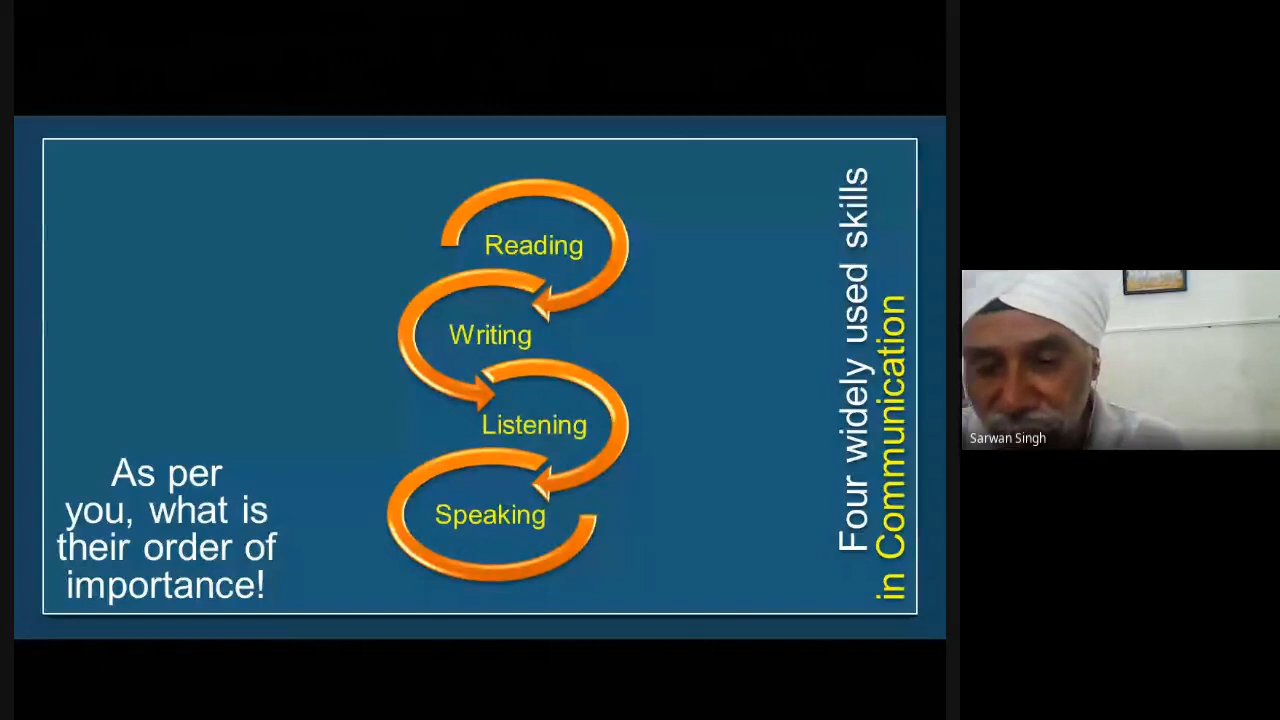 Reading
Writing
Listening
Speaking
As per
you, what is
their order of
importance!
Four widely used skills
in Communication
Sarwan Singh